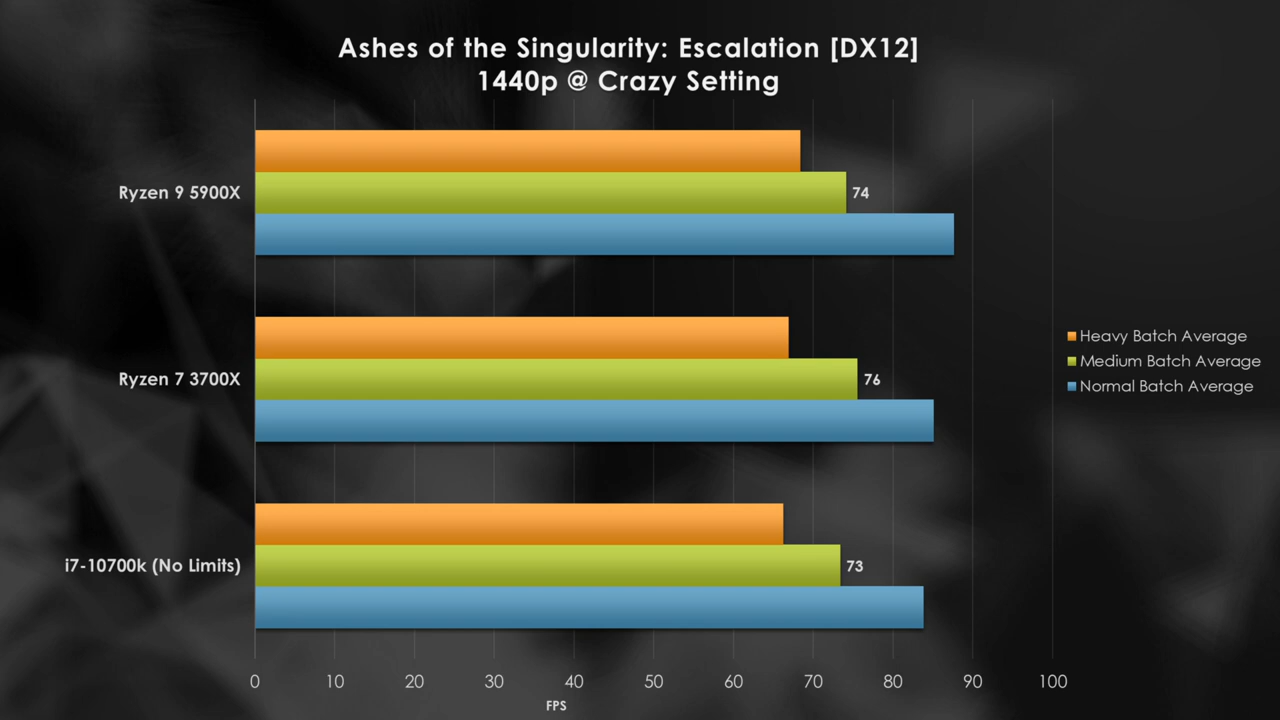 Ashes of the Singularity: Escalation [DX12]
1440p @ Crazy Setting
Ryzen 9 5900X
74
Ryzen 7 3700X
76
i7-10700k (No Limits)
73
Heavy Batch Average
Medium Batch Average
Normal Batch Average
0 10 20 30 40 50 60 70 80 90 100
FPS